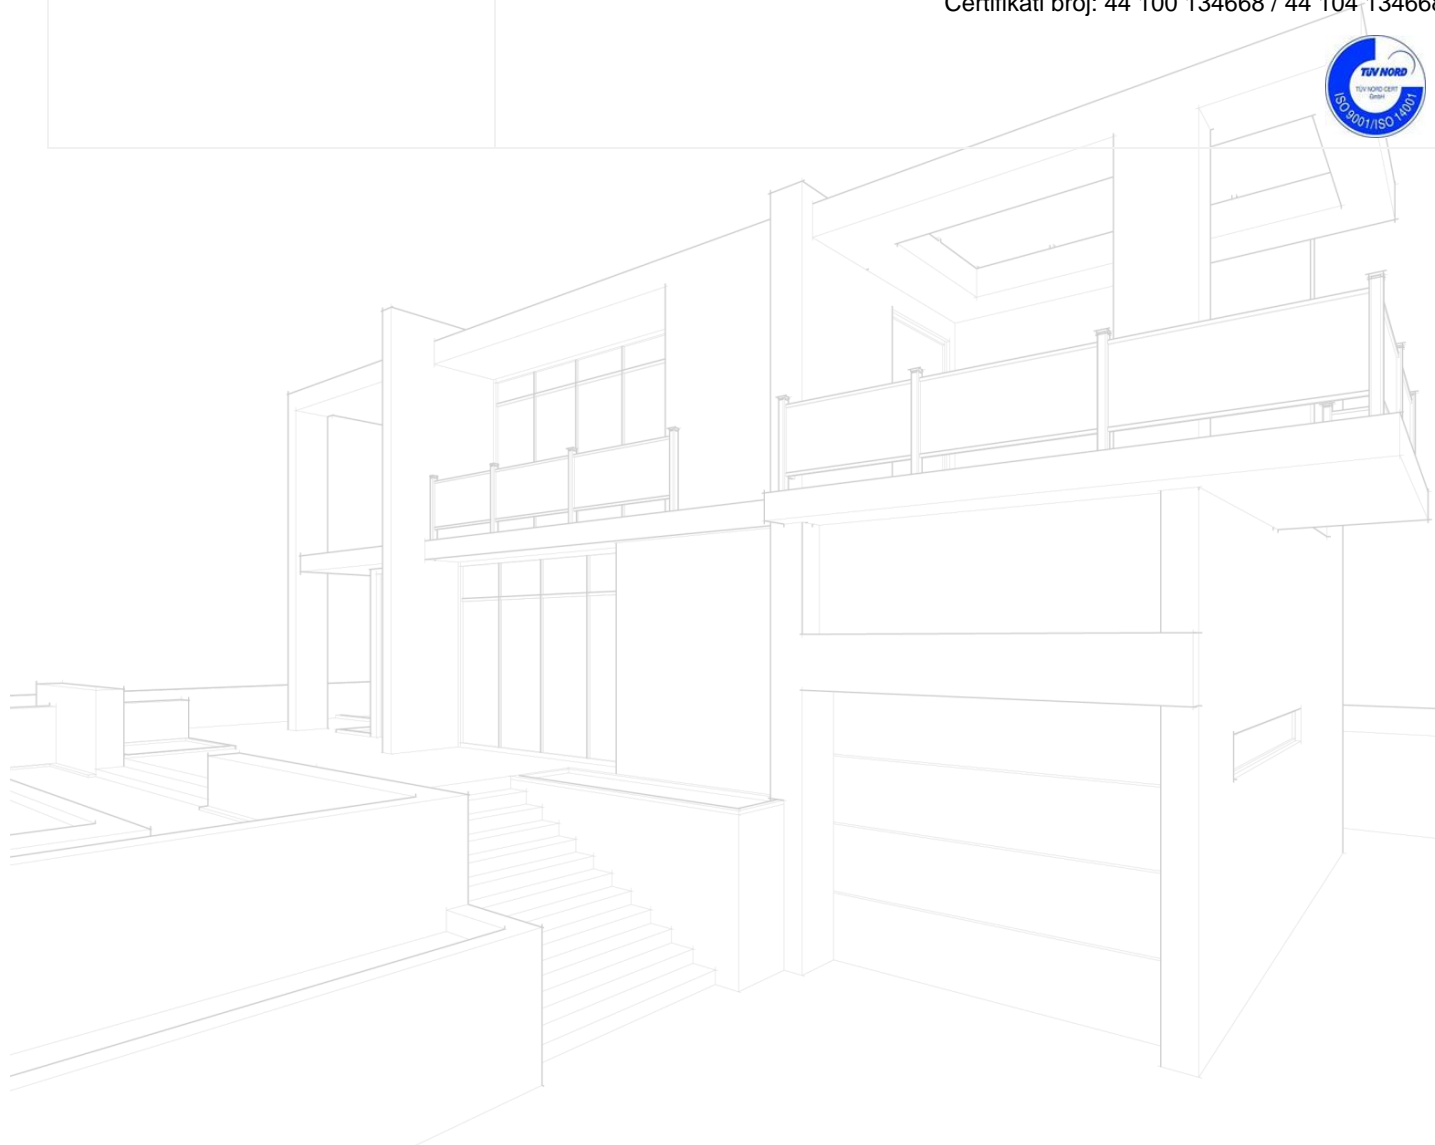 Certifikati broj: 44 100 134668 / 44 104 134668
TÜV NORD
TÜV NORD CERT
GmbH
ISO 9001/ISO 14001